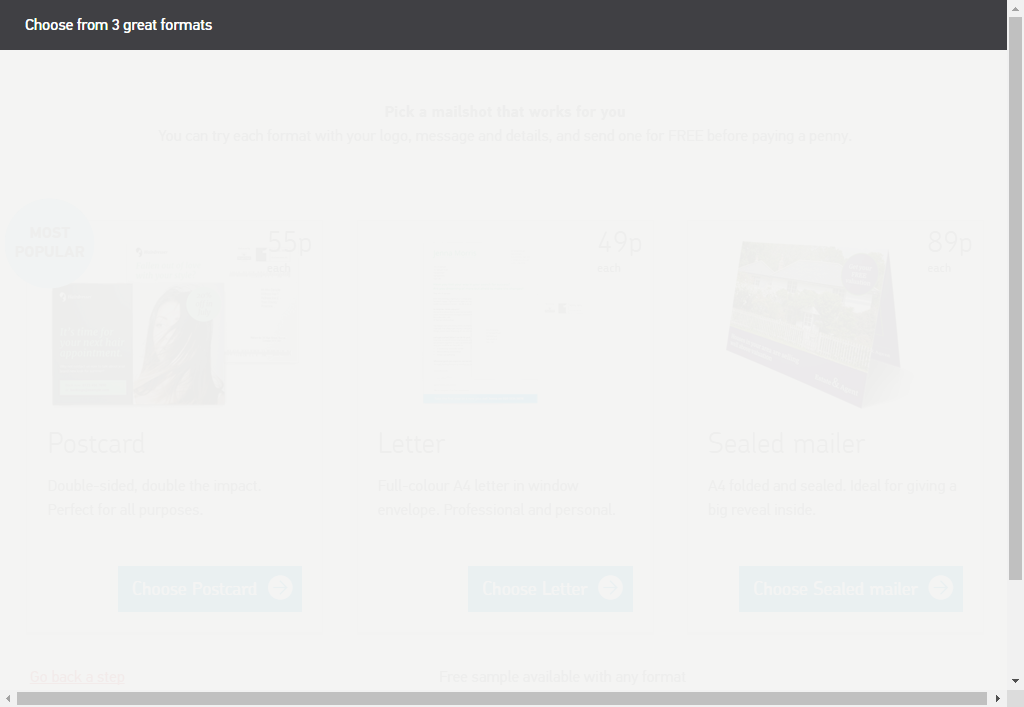 Choose from 3 great formats
Pick a mailshot that works for you
You can try each format with your logo, message and details, and send one for FREE before paying a penny.
MOST
POPULAR
55p
each
49p
each
89p
each
Postcard
Letter
Sealed mailer
Double-sided, double the impact.
Perfect for all purposes.
Full-colour A4 letter in window
envelope. Professional and personal.
A4 folded and sealed. Ideal for giving a
big reveal inside.
Choose Postcard
Choose Letter
Choose Sealed mailer
Go back a step
Free sample available with any format